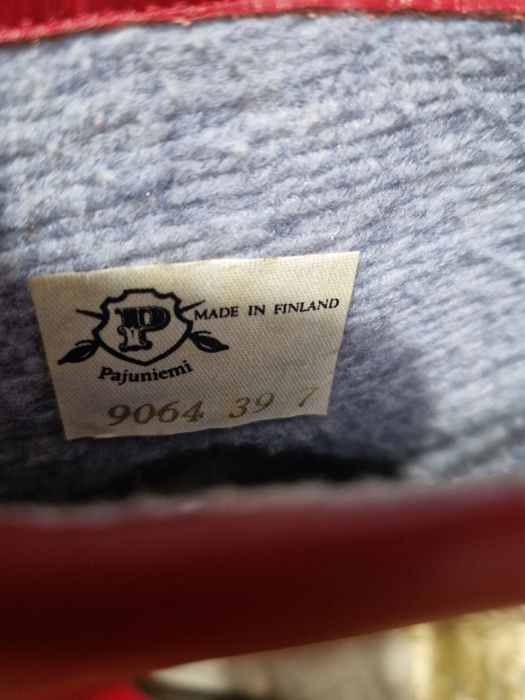 P
MADE IN FINLAND
Pajuniemi
9064 39 7